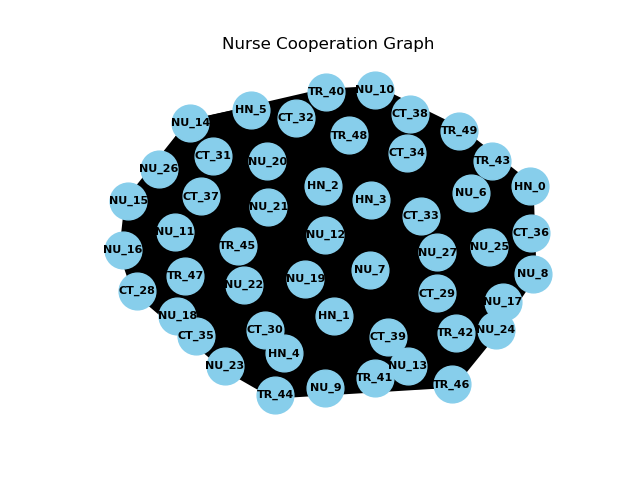 Nurse Cooperation Graph
TR_40
NU_10
HN_5
CT_38
CT_32
NU_14
TR_49
TR_48
CT_34
CT_31
NU_20
TR_43
NU_26
HN_2
HN_0
NU_6
CT_37
HN_3
NU_15
NU_21
CT_33
NU_11
CT_36
NU_12
TR_45
NU_25
NU_16
NU_27
NU_7
NU_8
TR_47
NU_19
NU_22
CT_28
CT_29
NU_17
NU_18
HN_1
CT_30
NU_24
TR_42
CT_35
CT_39
HN_4
NU_23
NU_13
TR_41
TR_46
NU_9
TR_44